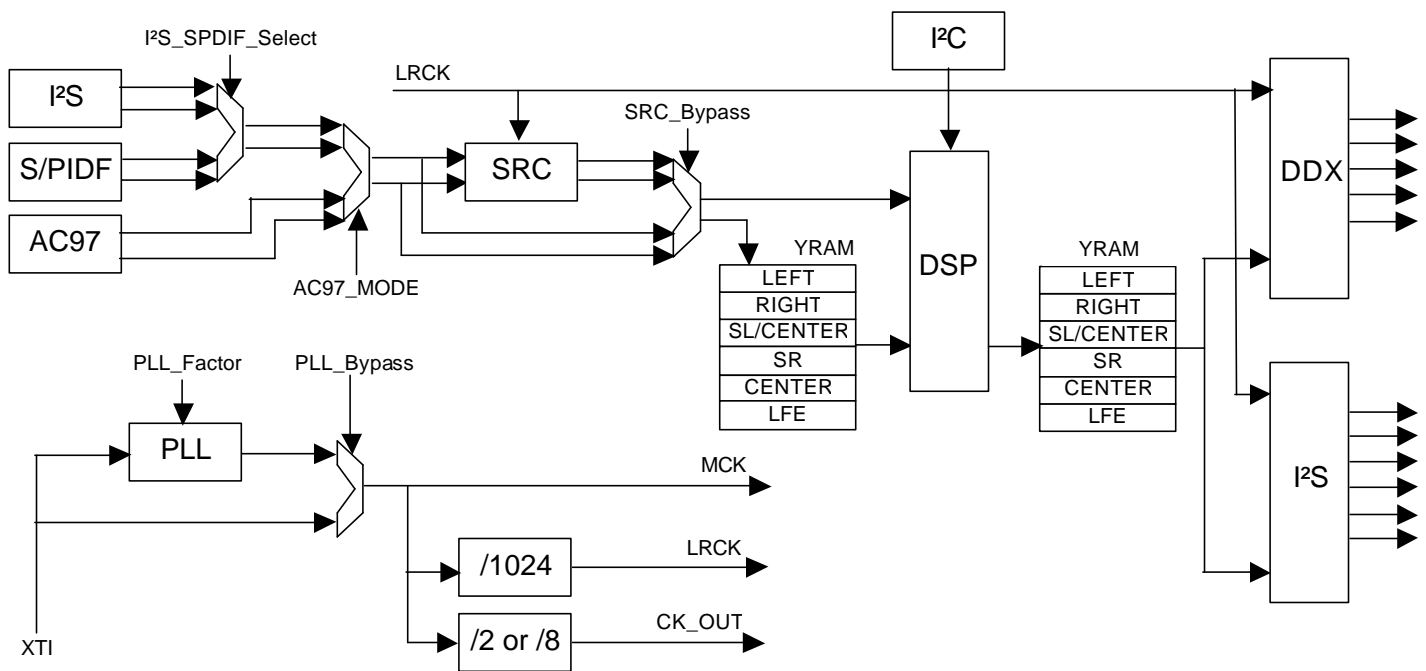 I²S_SPDIF_Select
I²C
I²S
LRCK
SRC_Bypass
S/PIDF
SRC
DSP
DDX
AC97
AC97_MODE
YRAM
LEFT
RIGHT
SL/CENTER
SR
CENTER
LFE
YRAM
LEFT
RIGHT
SL/CENTER
SR
CENTER
LFE
PLL_Factor
PLL_Bypass
PLL
MCK
I²S
/1024
LRCK
/2 or /8
CK_OUT
XTI